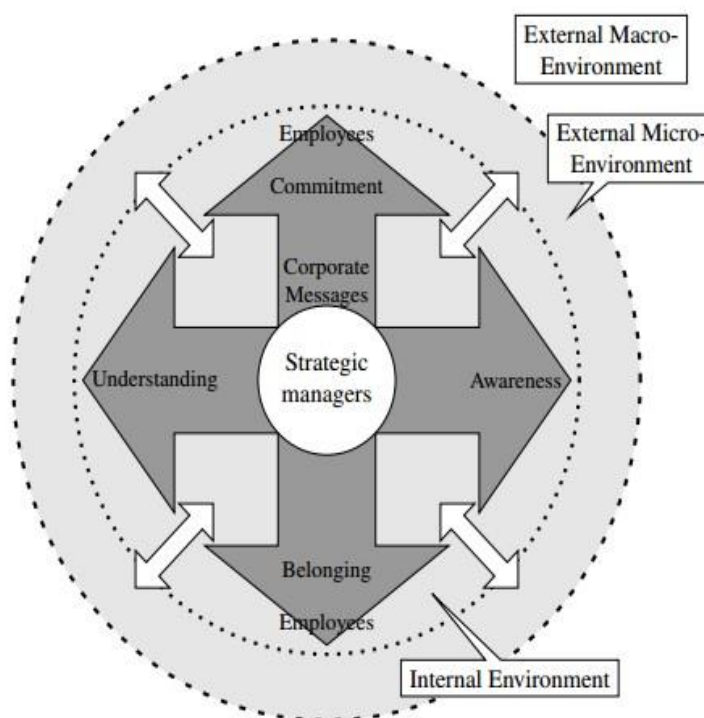 External Macro-
Environment
External Micro-
Environment
Employees
Commitment
Corporate
Messages
Understanding
Strategic
managers
Awareness
Belonging
Employees
Internal Environment